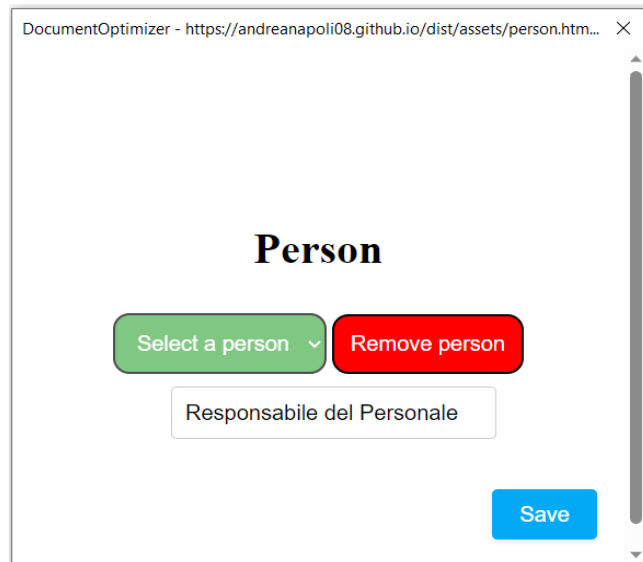 DocumentOptimizer - https://andreanapoli08.github.io/dist/assets/person.htm...
Person
Select a person
Remove person
Responsabile del Personale
Save